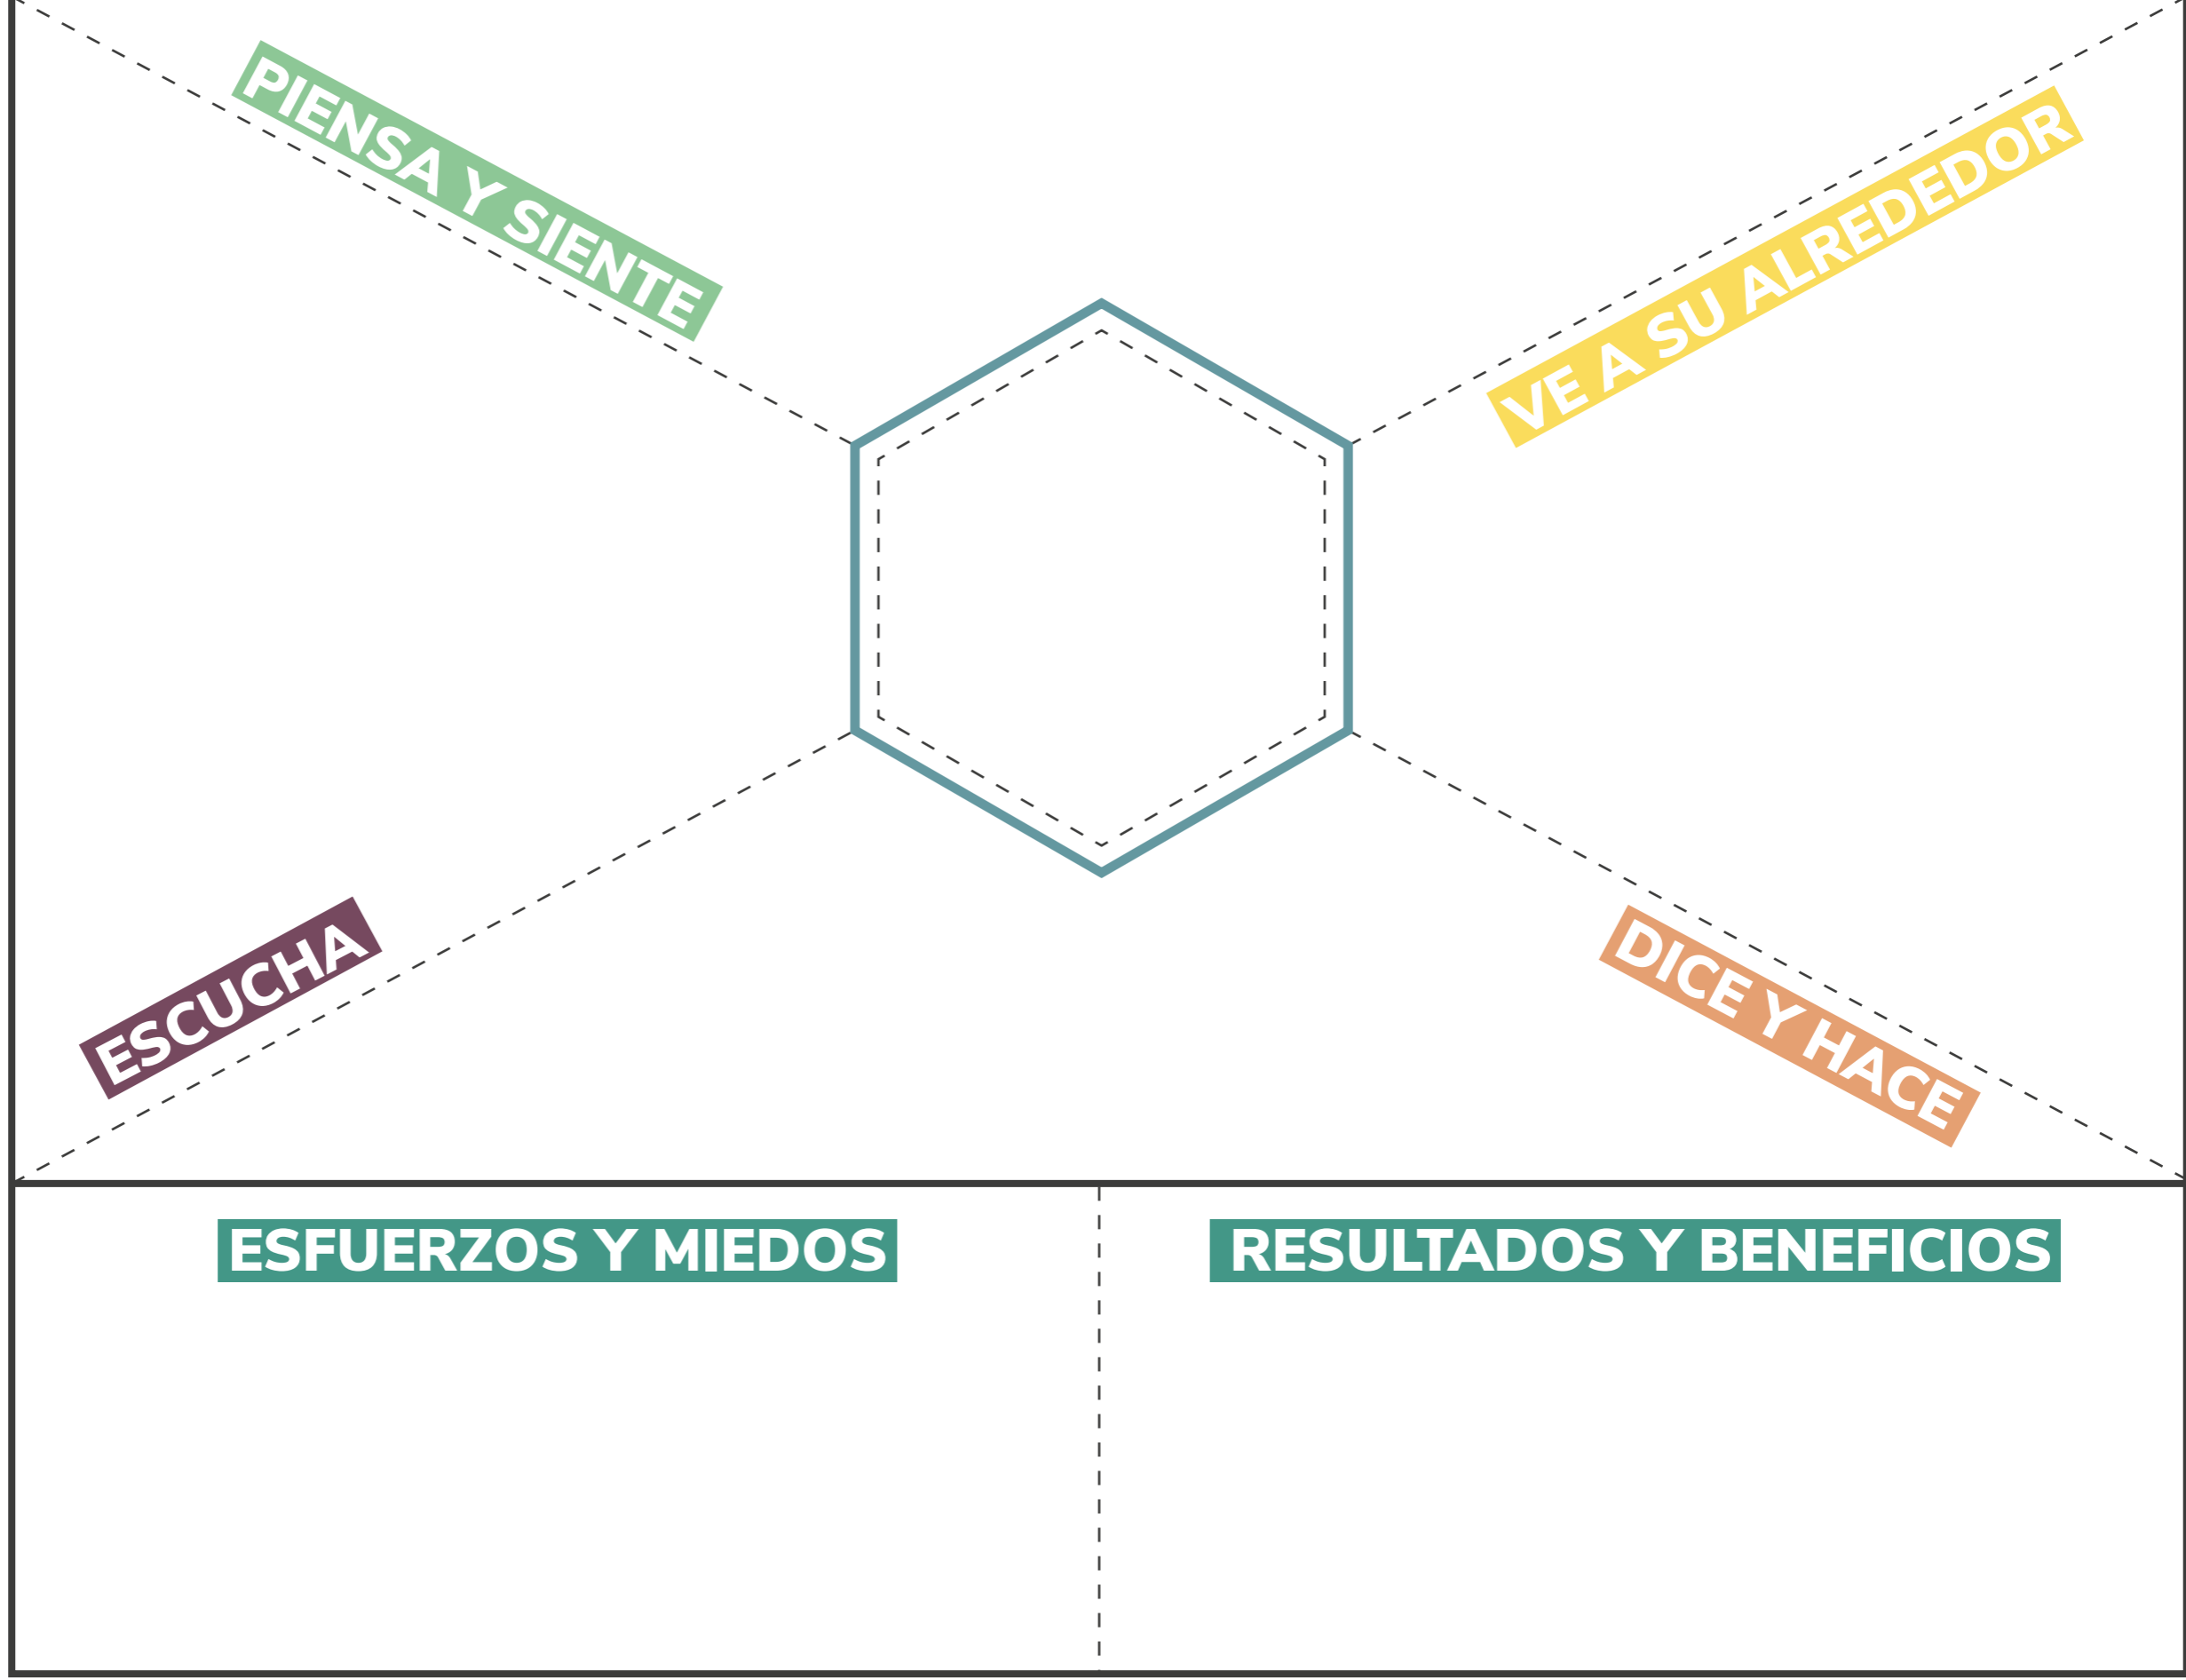 PIENSA Y SIENTE
VE A SU ALREDEDOR
ESCUCHA
DICE Y HACE
ESFUERZOS Y MIEDOS
RESULTADOS Y BENEFICIOS